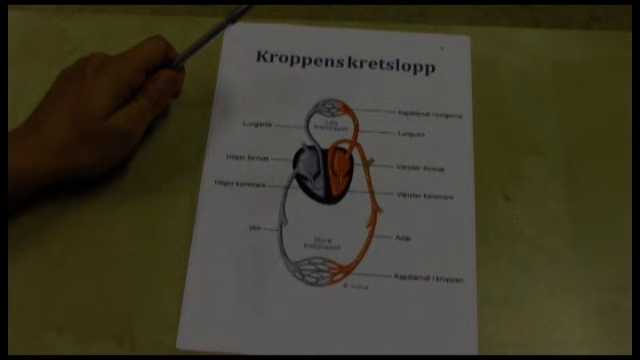 Kroppens kretslopp
Kapillärnät i lungorna
Lungartär
Lilla
kretsloppet
Lungven
Höger förmak
Vänster förmak
Höger kammare
Vänster kammare
Ven
Artär
Stora
kretsloppet
Kapillärnät i kroppen